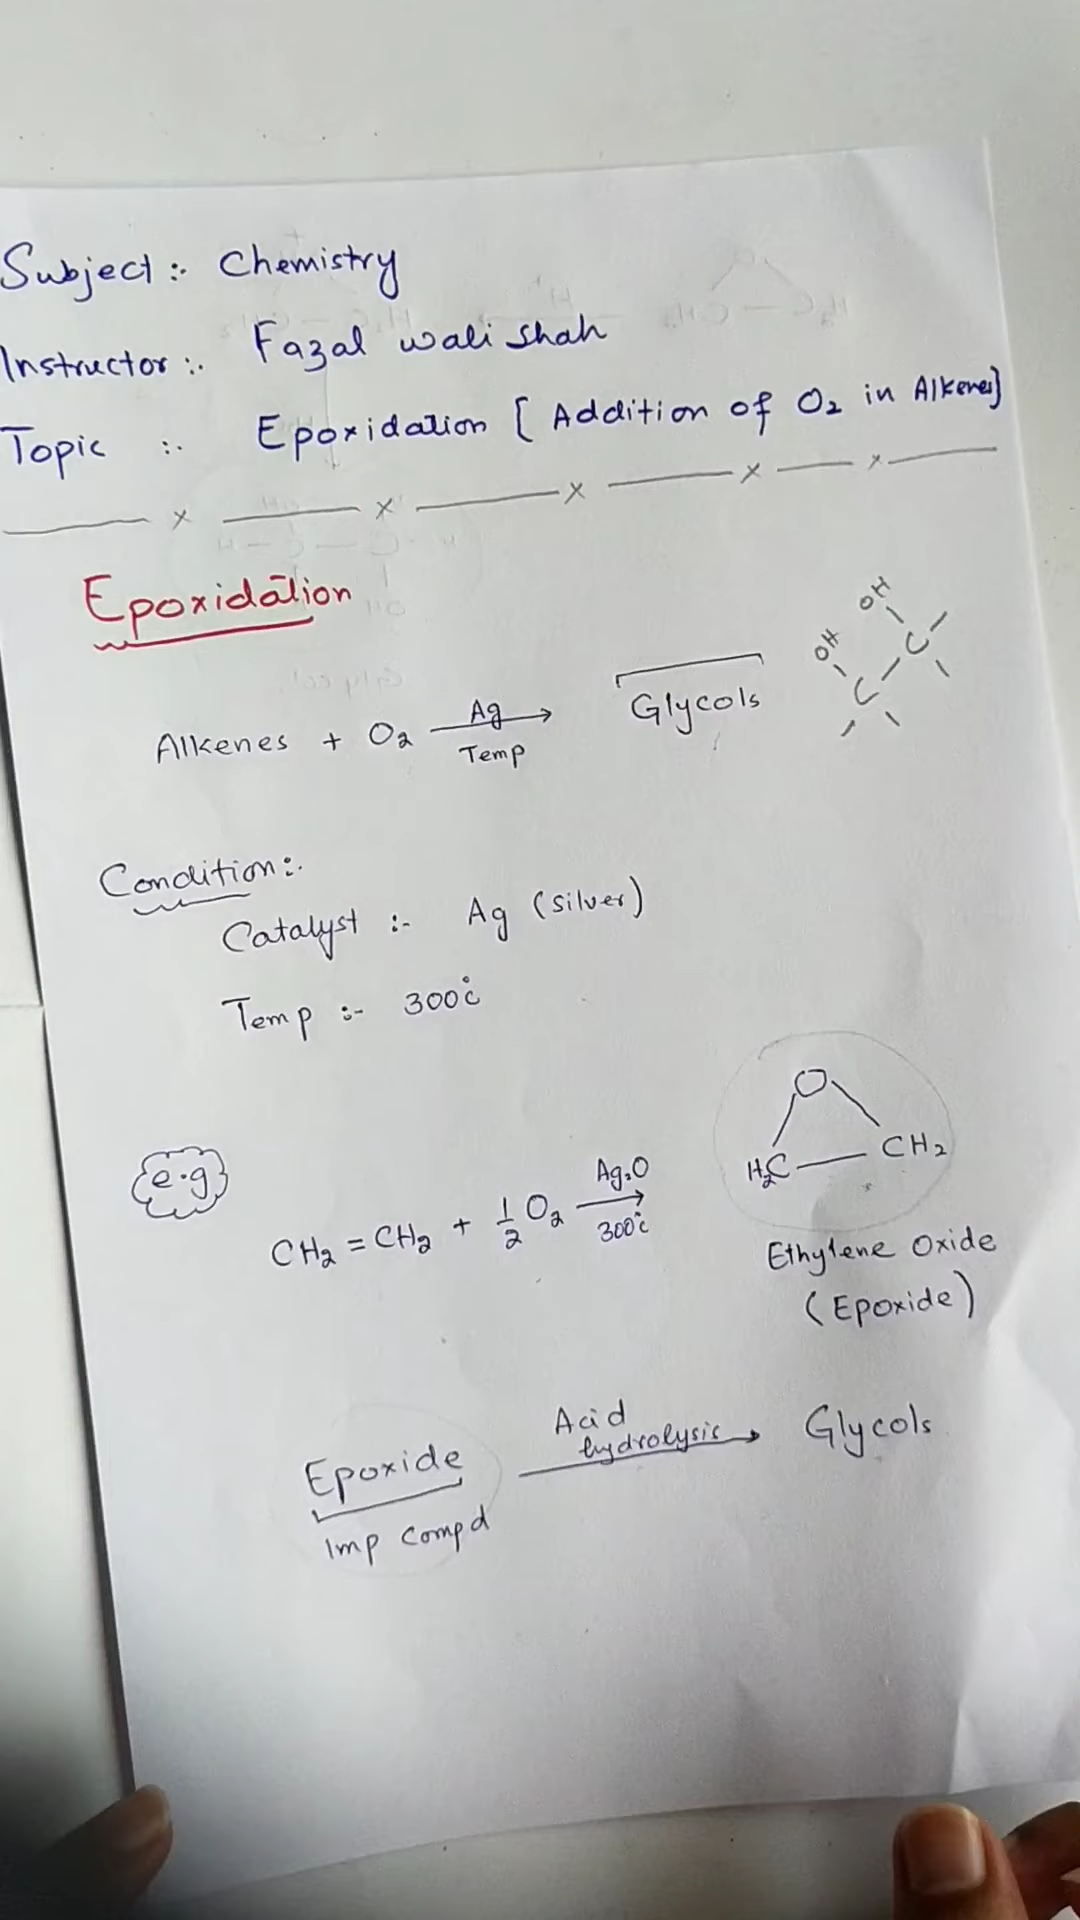 Subject :- Chemistry
Instructor :- Fazal wali shah
Topic :- Epoxidation [Addition of O₂ in Alkenes]
Epoxidation
Alkenes + O₂ Ag Temp → Glycols
OH OH
C - C
Condition :-
Catalyst :- Ag (silver)
Temp :- 300°C
e.g
CH₂ = CH₂ + 1/2 O₂ Ag₂O 300°C →
O
H₂C — CH₂
Ethylene Oxide
(Epoxide)
Epoxide Acid hydrolysis → Glycols
Imp Compd